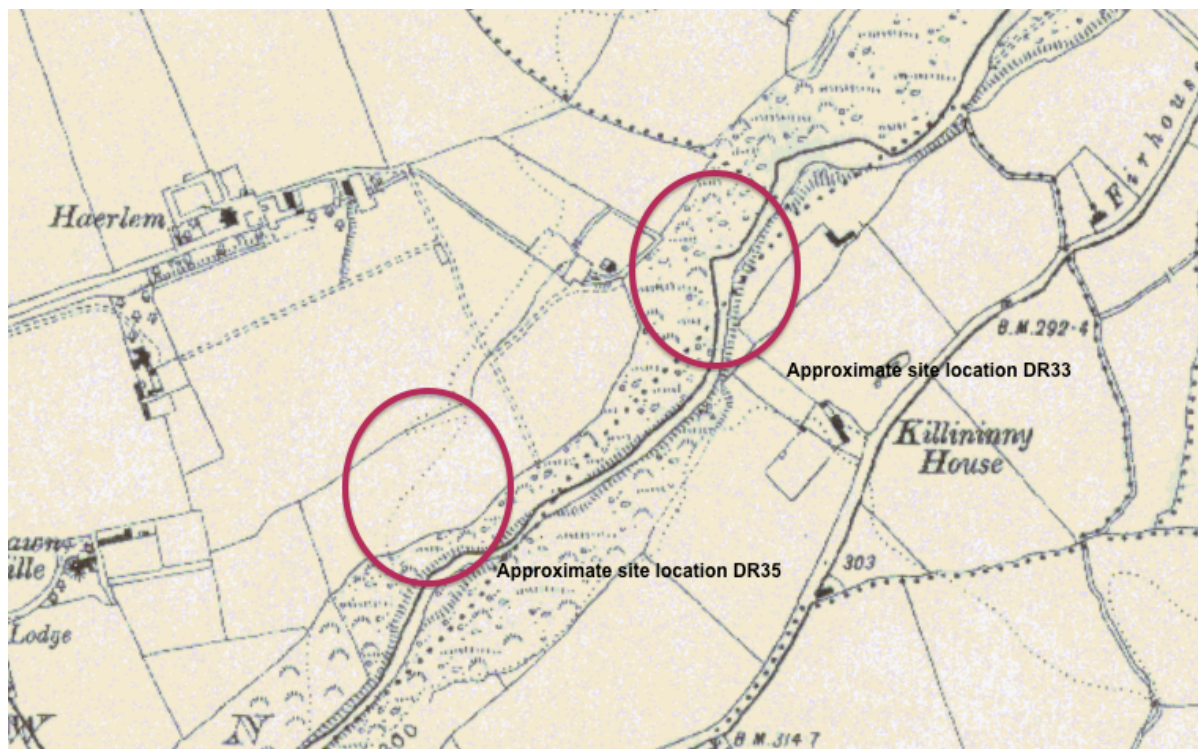 Haerlem
Firhouse
B.M. 292·4
Approximate site location DR33
Killininny
House
Approximate site location DR35
303
Lodge
B.M. 314·7